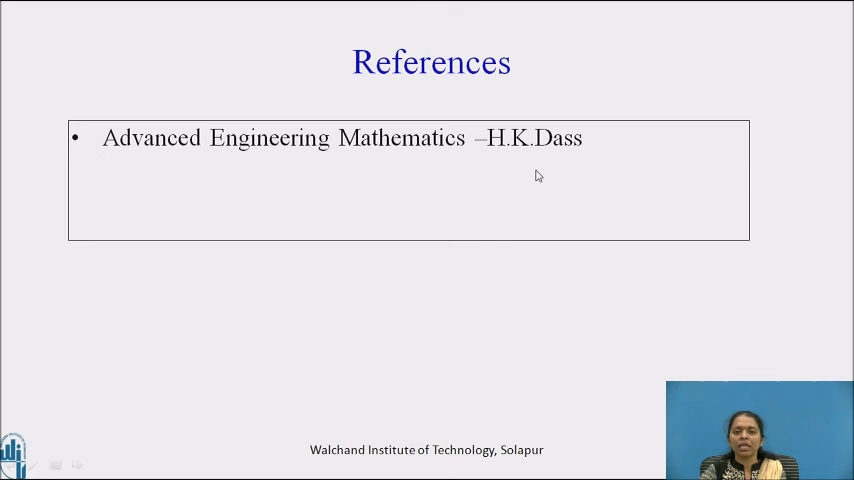 References
• Advanced Engineering Mathematics –H.K.Dass
Walchand Institute of Technology, Solapur